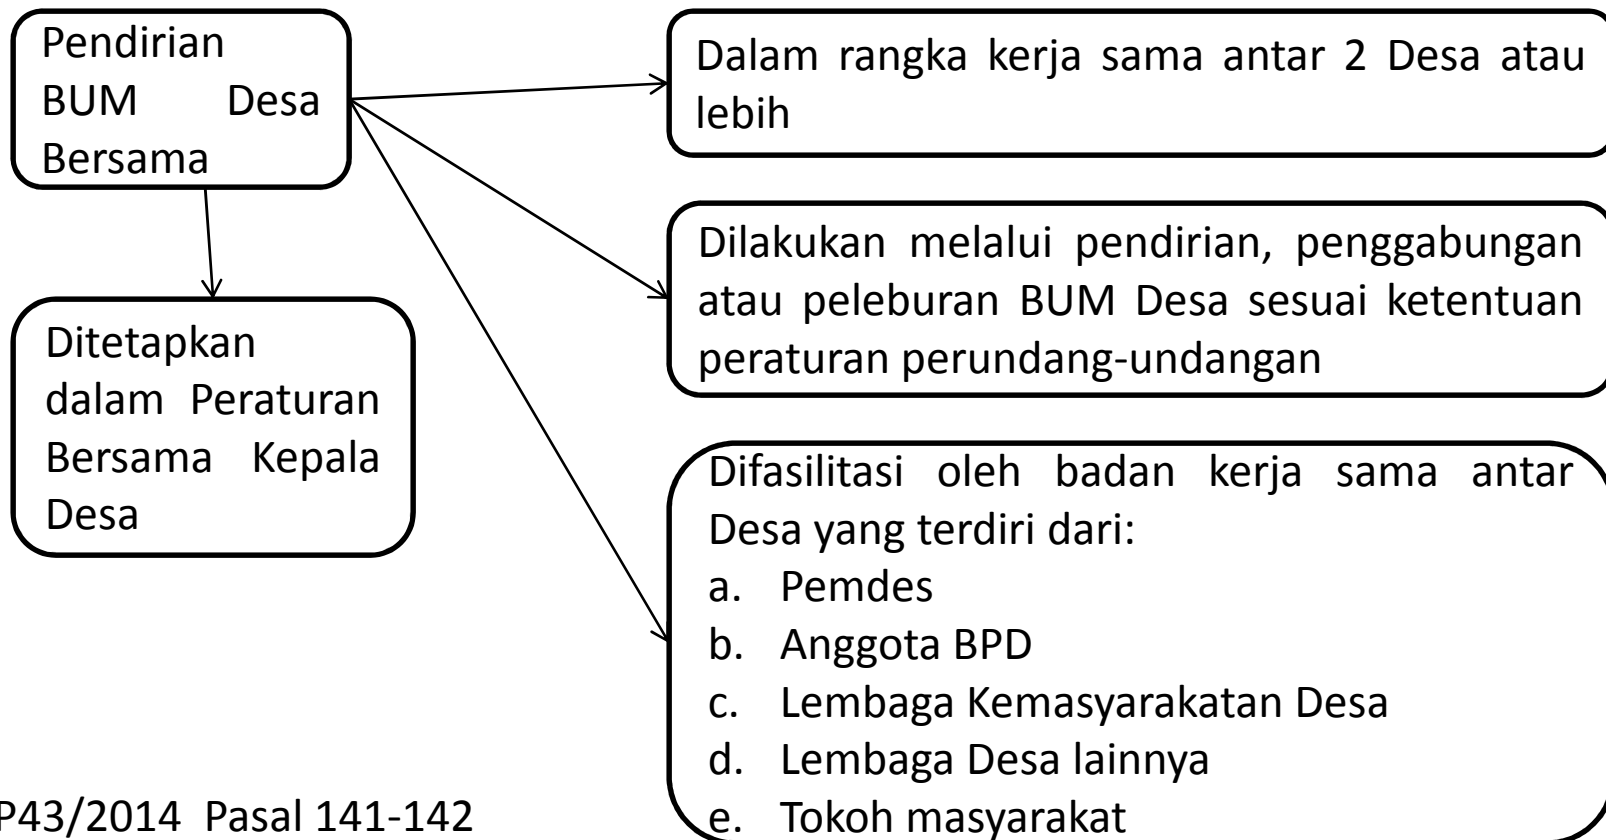 Pendirian
BUM Desa
Bersama
Dalam rangka kerja sama antar 2 Desa atau
lebih
Dilakukan melalui pendirian, penggabungan
atau peleburan BUM Desa sesuai ketentuan
peraturan perundang-undangan
Ditetapkan
dalam Peraturan
Bersama Kepala
Desa
Difasilitasi oleh badan kerja sama antar
Desa yang terdiri dari:
a. Pemdes
b. Anggota BPD
c. Lembaga Kemasyarakatan Desa
d. Lembaga Desa lainnya
e. Tokoh masyarakat
P43/2014 Pasal 141-142